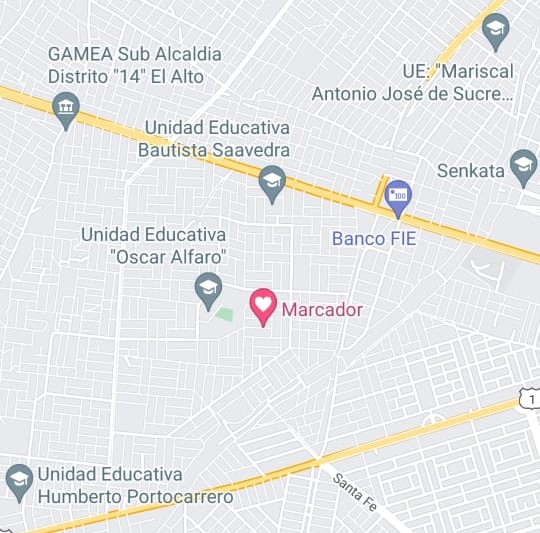 GAMEA Sub Alcaldia
Distrito "14" El Alto
UE: "Mariscal
Antonio José de Sucre...
Unidad Educativa
Bautista Saavedra
100
Senkata
Banco FIE
Unidad Educativa
"Oscar Alfaro"
Marcador
1
Unidad Educativa
Humberto Portocarrero
Santa Fe